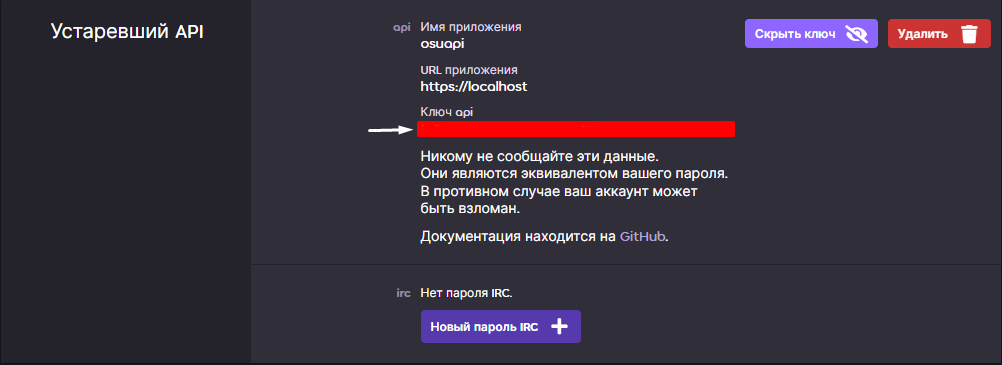 Устаревший API
api Имя приложения
osuapi
Скрыть ключ
Удалить
URL приложения
https://localhost
Ключ api
Никому не сообщайте эти данные.
Они являются эквивалентом вашего пароля.
В противном случае ваш аккаунт может
быть взломан.
Документация находится на GitHub.
irc Нет пароля IRC.
Новый пароль IRC